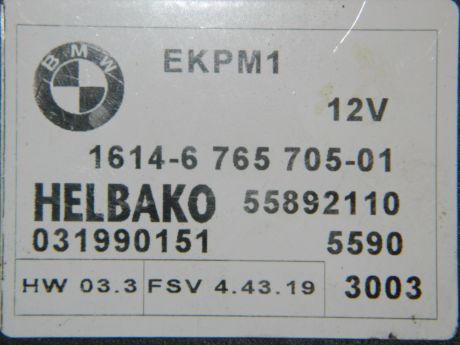 BMW
EKPM1
12V
1614-6 765 705-01
HELBAKO 55892110
031990151 5590
HW 03.3 FSV 4.43.19 3003